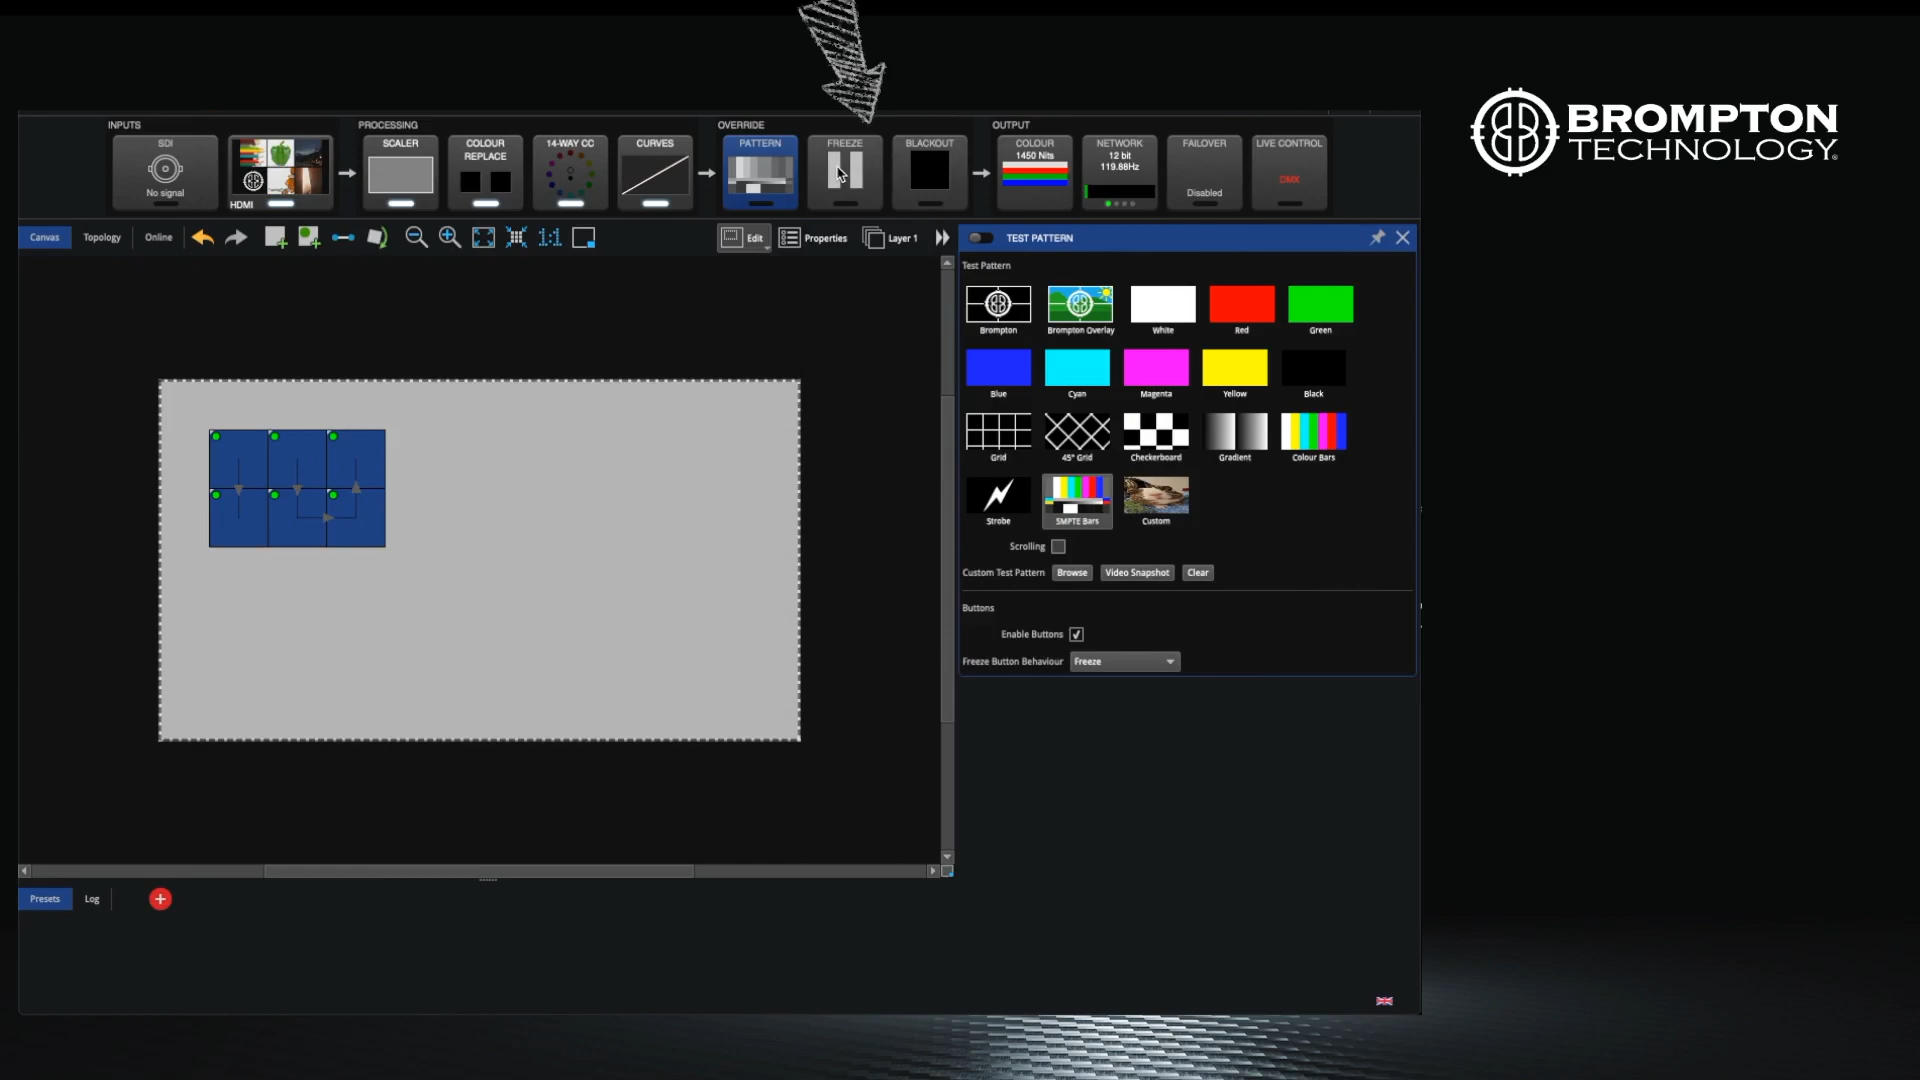 BROMPTON
TECHNOLOGY®
INPUTS
PROCESSING
OVERRIDE
OUTPUT
SDI
No signal
HDMI
SCALER
COLOUR
REPLACE
14-WAY CC
CURVES
PATTERN
FREEZE
BLACKOUT
COLOUR
1450 Nits
NETWORK
12 bit
119.88Hz
FAILOVER
Disabled
LIVE CONTROL
DMX
Canvas
Topology
Online
1:1
Edit
Properties
Layer 1
TEST PATTERN
Test Pattern
Brompton
Brompton Overlay
White
Red
Green
Blue
Cyan
Magenta
Yellow
Black
Grid
45° Grid
Checkerboard
Gradient
Colour Bars
Strobe
SMPTE Bars
Custom
Scrolling
Custom Test Pattern
Browse
Video Snapshot
Clear
Buttons
Enable Buttons
Freeze Button Behaviour
Freeze
Presets
Log